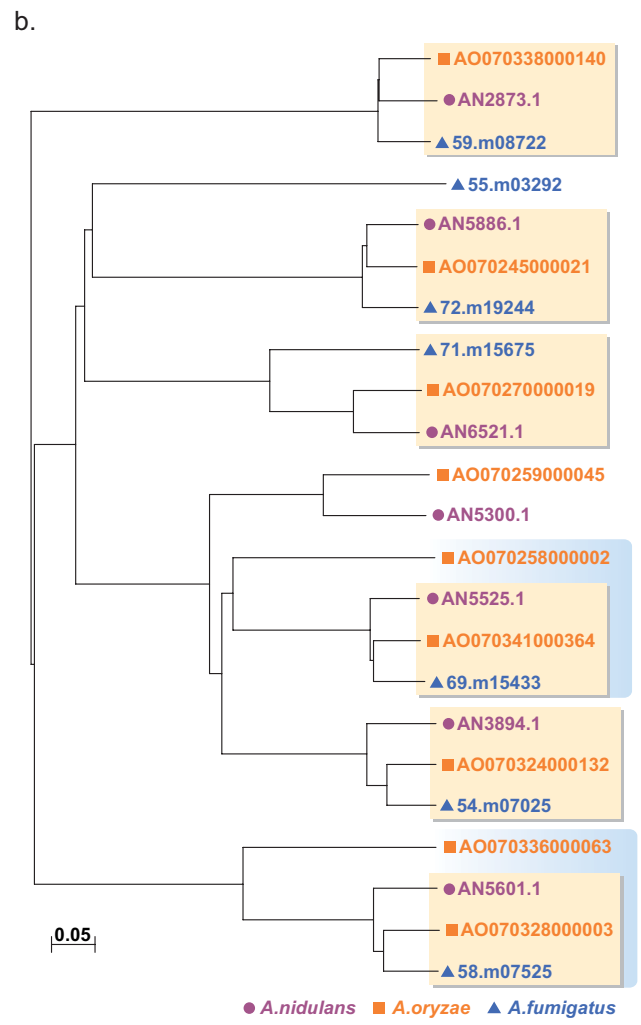 b.
AO070338000140
AN2873.1
59.m08722
55.m03292
AN5886.1
AO070245000021
72.m19244
71.m15675
AO070270000019
AN6521.1
AO070259000045
AN5300.1
AO070258000002
AN5525.1
AO070341000364
69.m15433
AN3894.1
AO070324000132
54.m07025
AO070336000063
AN5601.1
AO070328000003
58.m07525
0.05
A.nidulans A.oryzae A.fumigatus